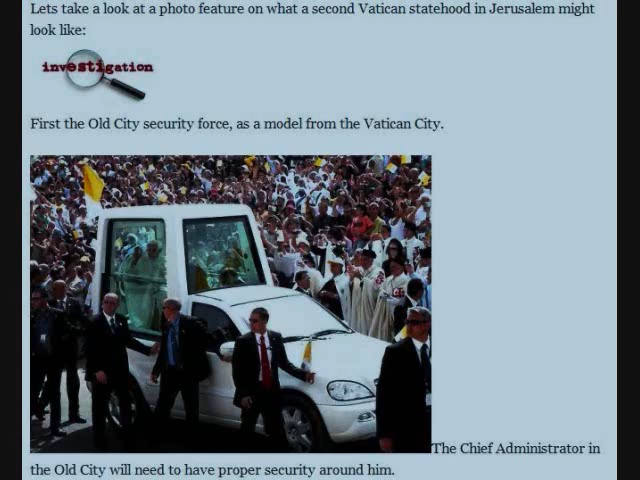 Lets take a look at a photo feature on what a second Vatican statehood in Jerusalem might
look like:
investigation
First the Old City security force, as a model from the Vatican City.
The Chief Administrator in
the Old City will need to have proper security around him.